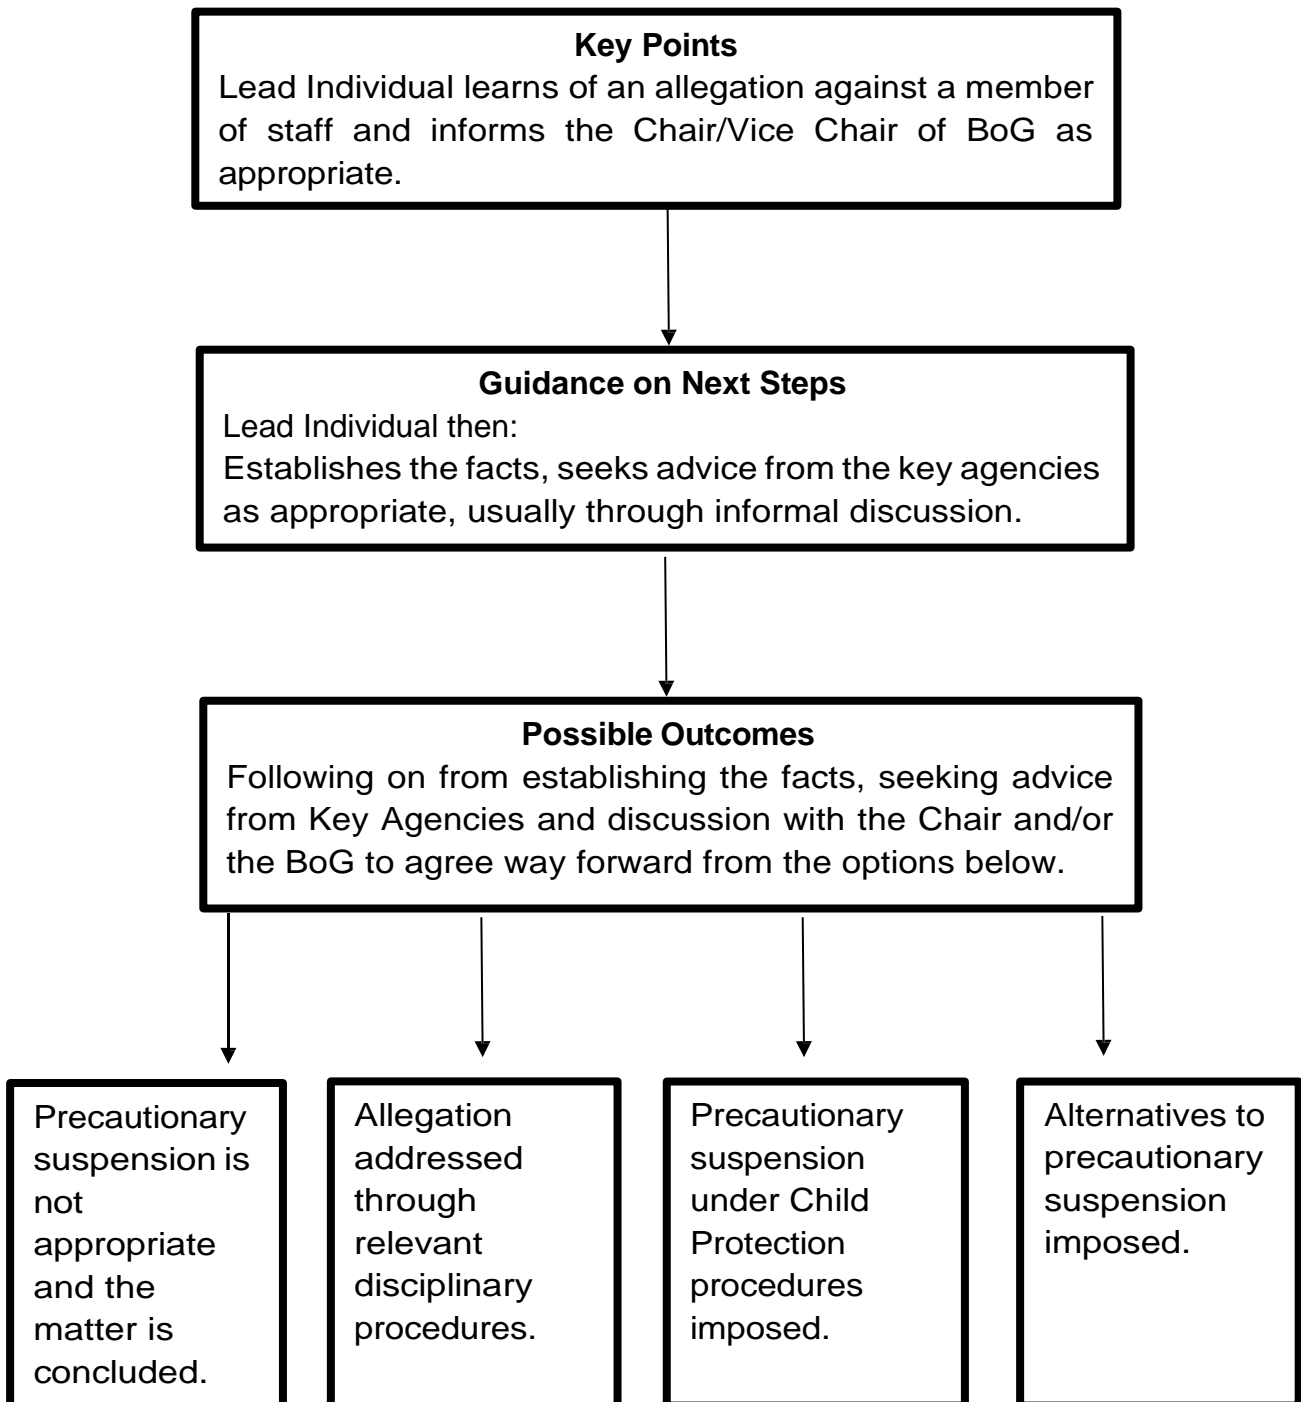 Key Points
Lead Individual learns of an allegation against a member
of staff and informs the Chair/Vice Chair of BoG as
appropriate.
Guidance on Next Steps
Lead Individual then:
Establishes the facts, seeks advice from the key agencies
as appropriate, usually through informal discussion.
Possible Outcomes
Following on from establishing the facts, seeking advice
from Key Agencies and discussion with the Chair and/or
the BoG to agree way forward from the options below.
Precautionary
suspension is
not
appropriate
and the
matter is
concluded.
Allegation
addressed
through
relevant
disciplinary
procedures.
Precautionary
suspension
under Child
Protection
procedures
imposed.
Alternatives to
precautionary
suspension
imposed.